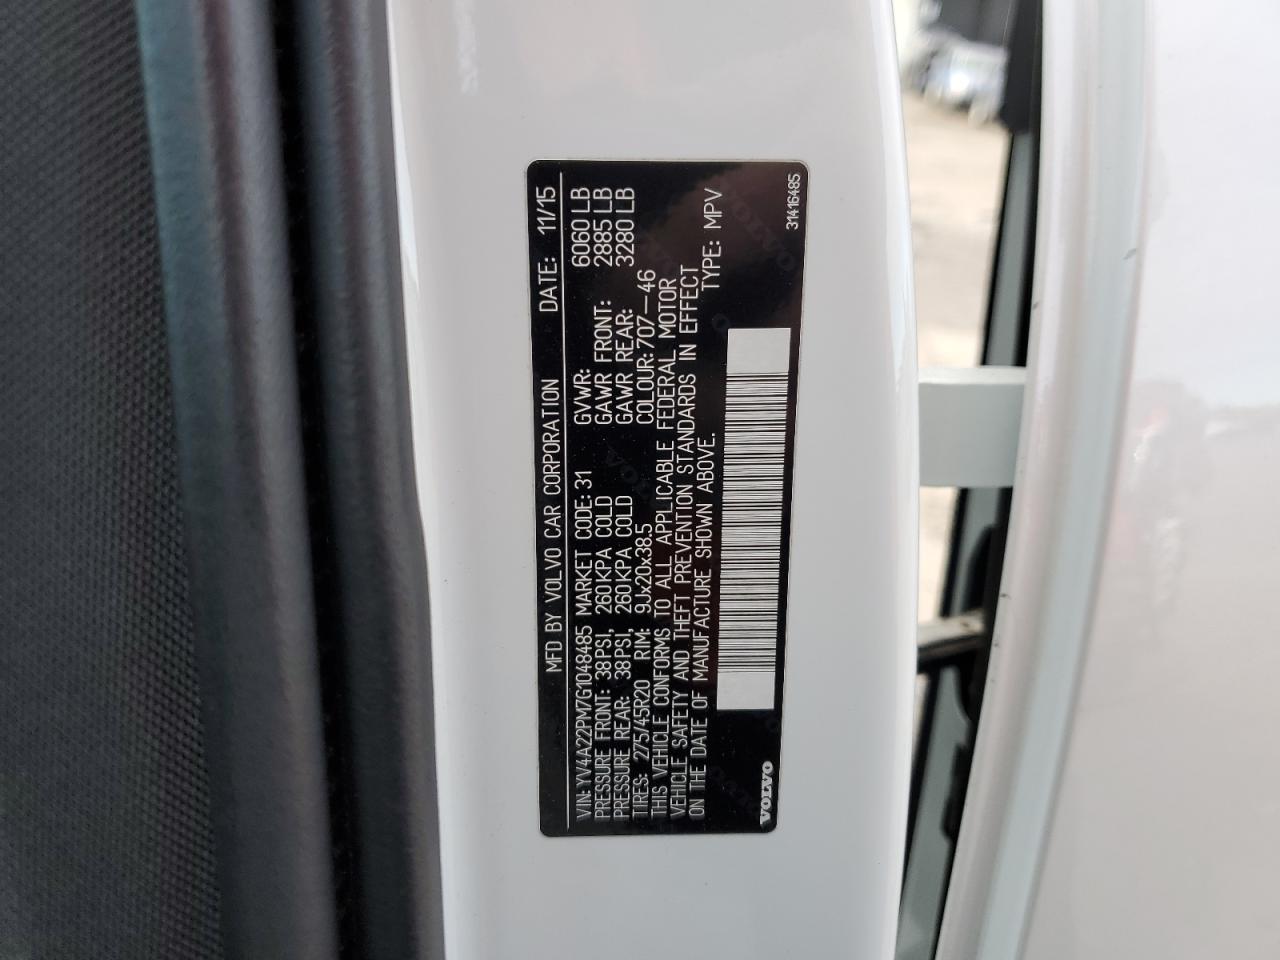 MFD BY VOLVO CAR CORPORATION DATE: 11/15
VIN: YV4A22PM7G1048485 MARKET CODE: 31 GVWR: 6060 LB
PRESSURE FRONT: 38PSI, 260KPA COLD GAWR FRONT: 2885 LB
PRESSURE REAR: 38PSI, 260KPA COLD GAWR REAR: 3280 LB
TIRES: 275/45R20 RIM: 9Jx20x38.5 COLOUR: 707-46
THIS VEHICLE CONFORMS TO ALL APPLICABLE FEDERAL MOTOR
VEHICLE SAFETY AND THEFT PREVENTION STANDARDS IN EFFECT
ON THE DATE OF MANUFACTURE SHOWN ABOVE. TYPE: MPV
VOLVO 31416485